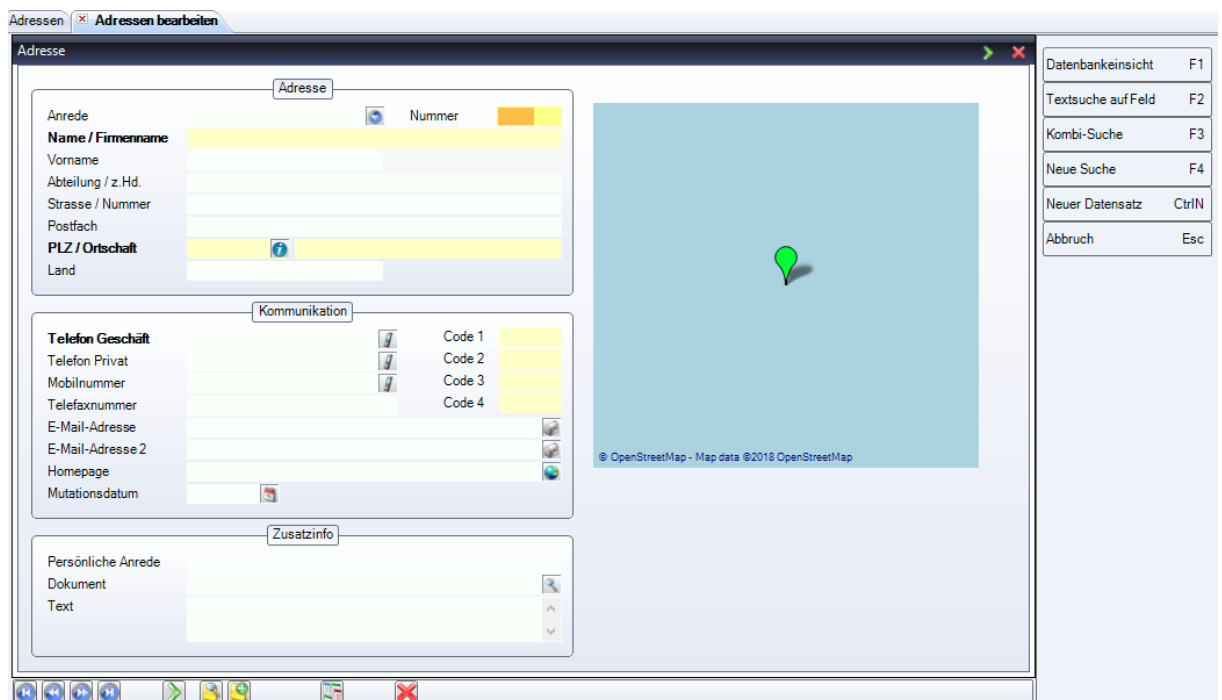 Adressen Adressen bearbeiten
Adresse
Adresse
Anrede Nummer
Name / Firmenname
Vorname
Abteilung / z.Hd.
Strasse / Nummer
Postfach
PLZ / Ortschaft
Land
Kommunikation
Telefon Geschäft Code 1
Telefon Privat Code 2
Mobilnummer Code 3
Telefaxnummer Code 4
E-Mail-Adresse
E-Mail-Adresse 2
Homepage
Mutationsdatum
Zusatzinfo
Persönliche Anrede
Dokument
Text
© OpenStreetMap - Map data ©2018 OpenStreetMap
Datenbankeinsicht F1
Textsuche auf Feld F2
Kombi-Suche F3
Neue Suche F4
Neuer Datensatz CtrlN
Abbruch Esc